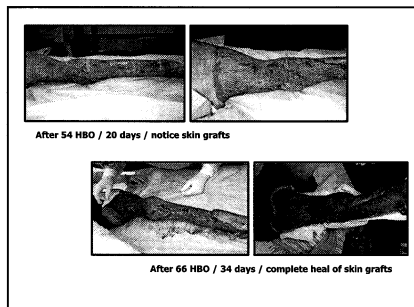 After 54 HBO / 20 days / notice skin grafts
After 66 HBO / 34 days / complete heal of skin grafts